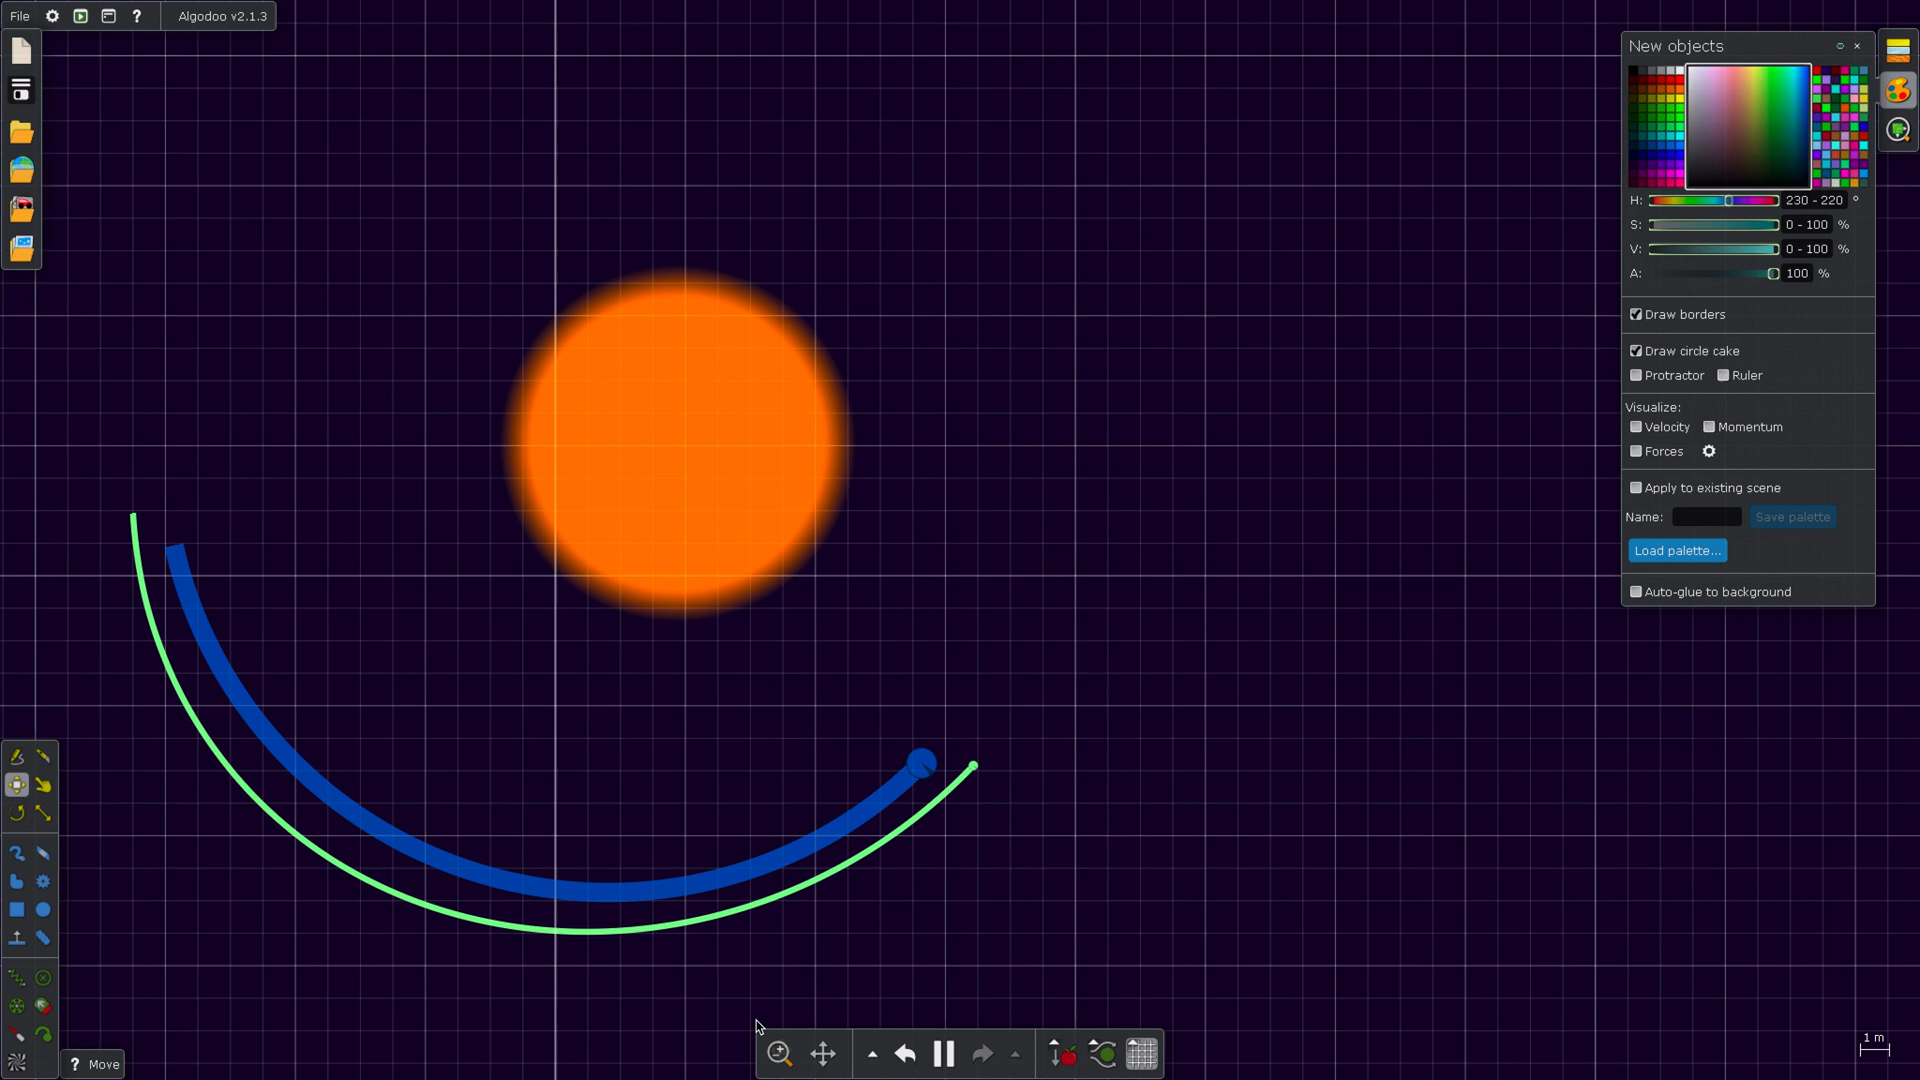 File ? Algodoo v2.1.3
New objects
H: 230 - 220 °
S: 0 - 100 %
V: 0 - 100 %
A: 100 %
Draw borders
Draw circle cake
Protractor Ruler
Visualize:
Velocity Momentum
Forces
Apply to existing scene
Name: Save palette
Load palette...
Auto-glue to background
? Move
1 m